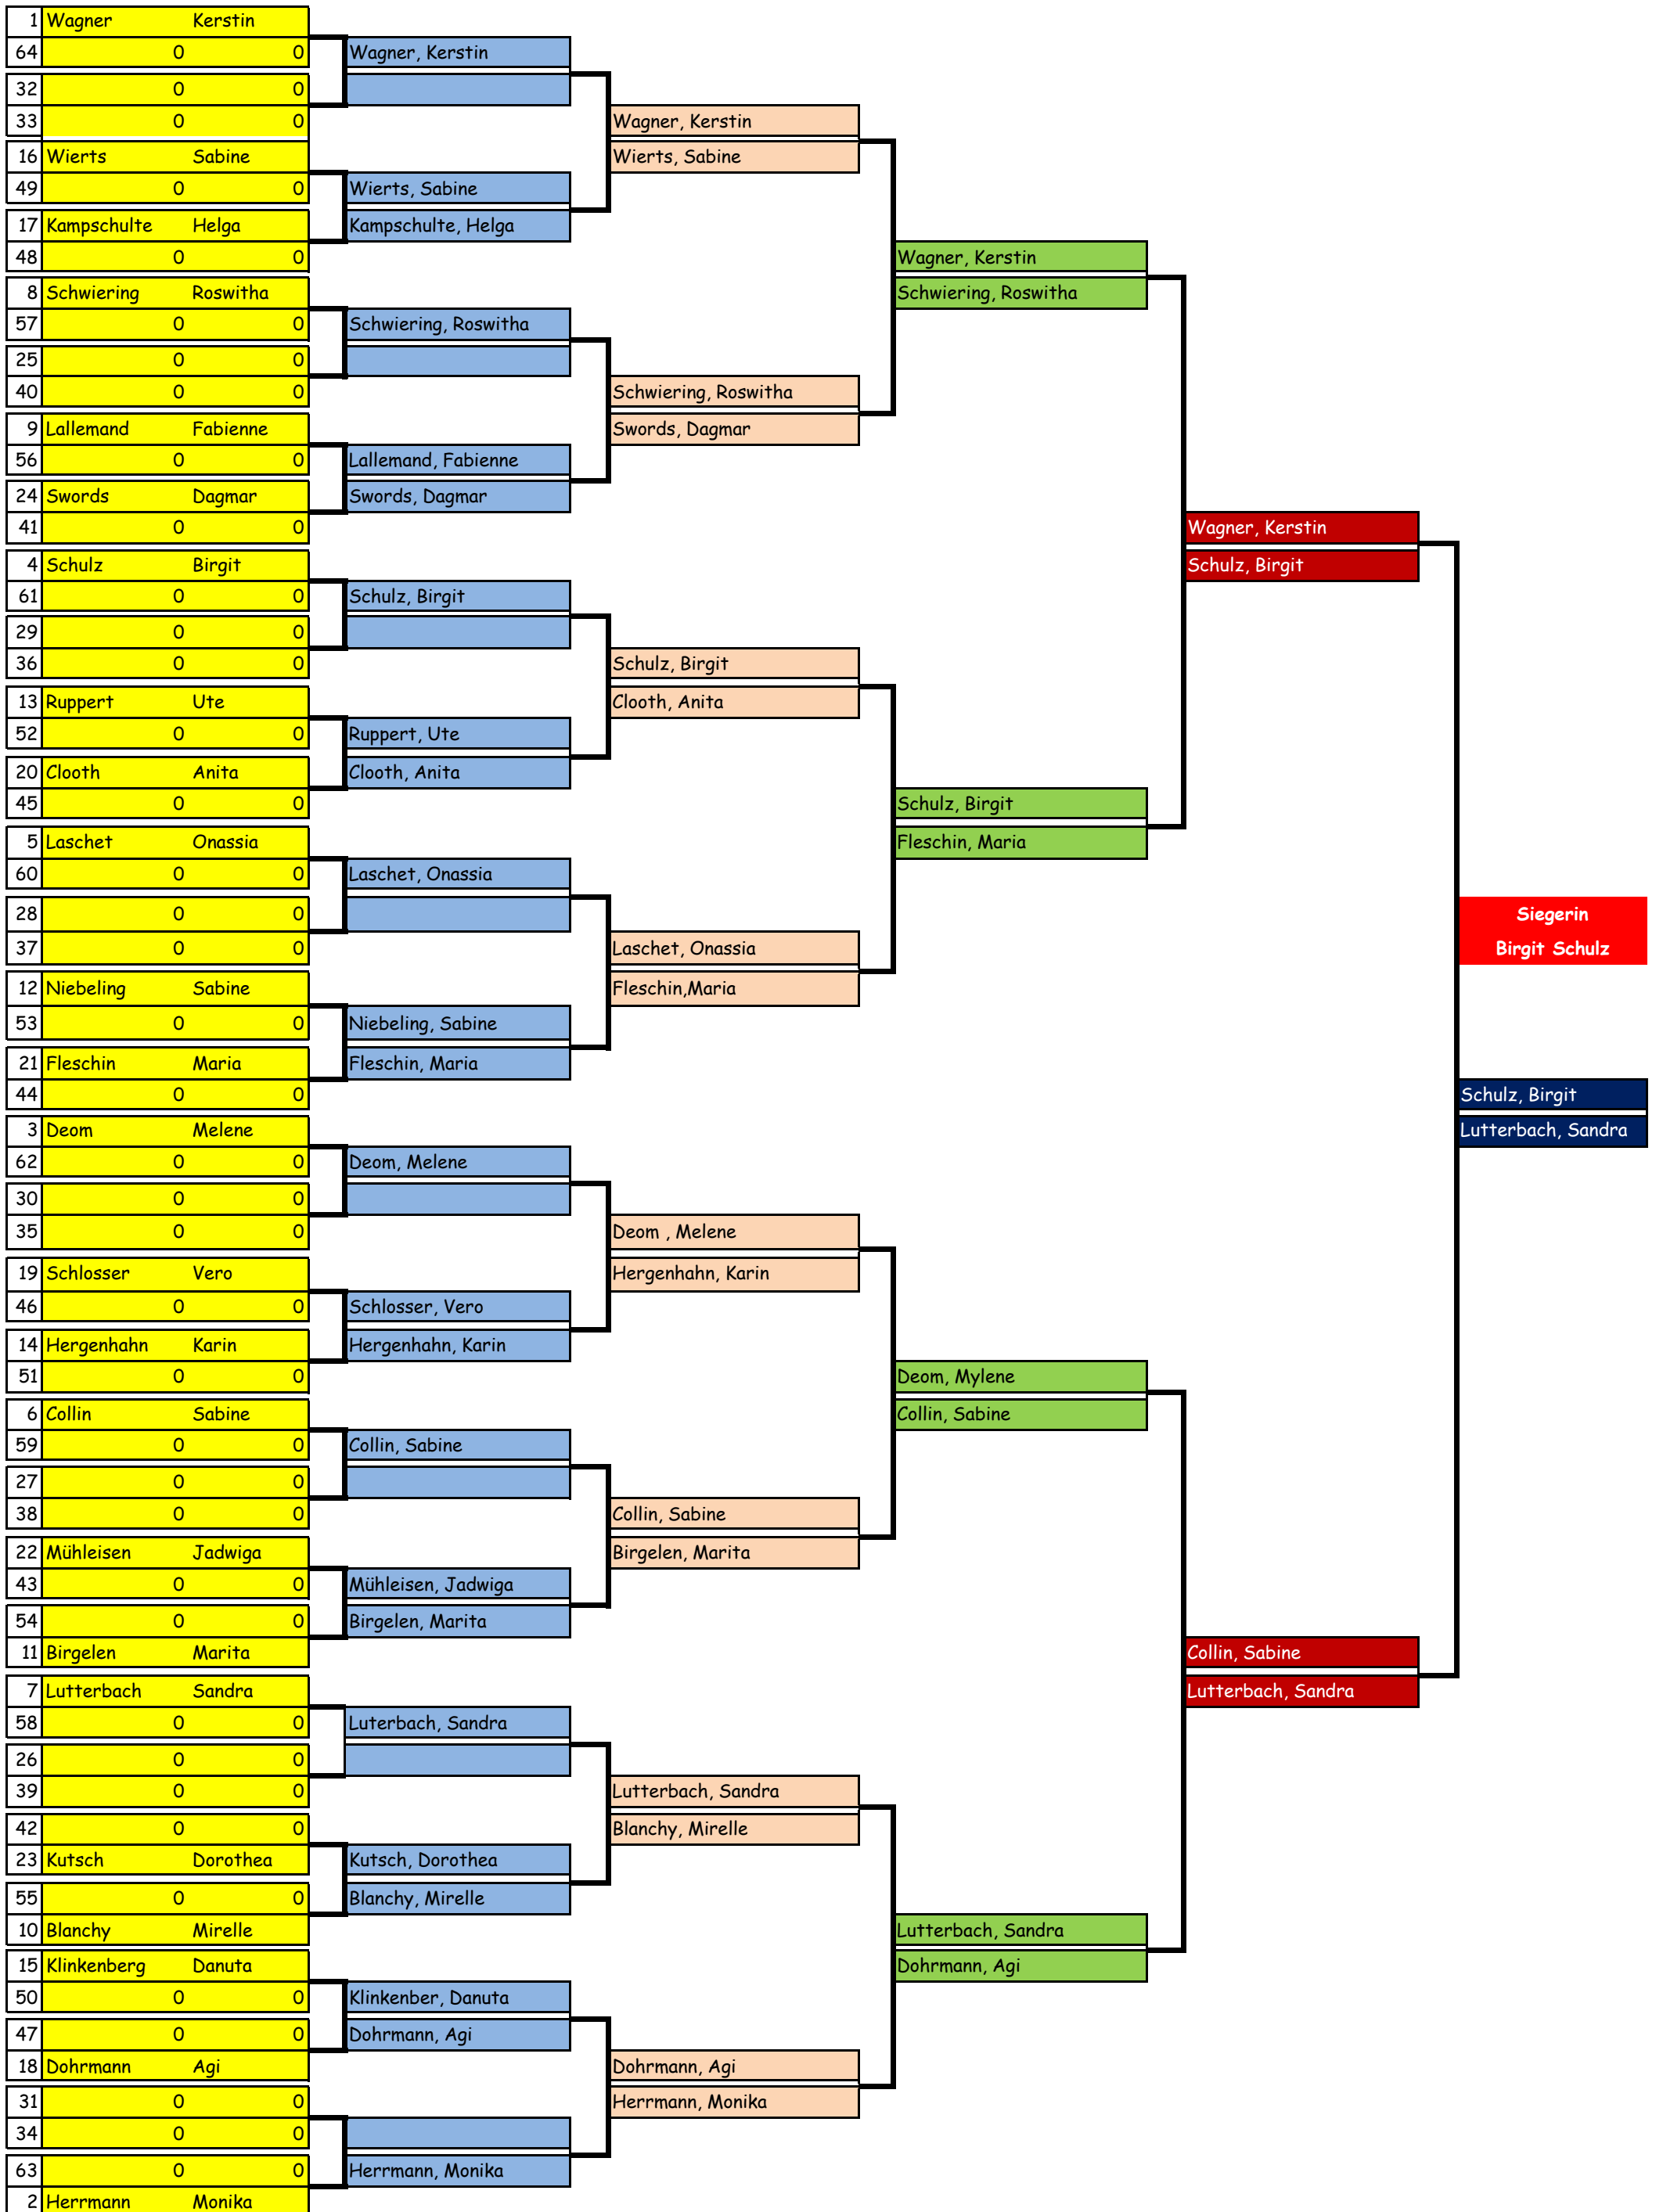 1 Wagner Kerstin
64 0 0
32 0 0
33 0 0
16 Wierts Sabine
49 0 0
17 Kampschulte Helga
48 0 0
8 Schwiering Roswitha
57 0 0
25 0 0
40 0 0
9 Lallemand Fabienne
56 0 0
24 Swords Dagmar
41 0 0
4 Schulz Birgit
61 0 0
29 0 0
36 0 0
13 Ruppert Ute
52 0 0
20 Clooth Anita
45 0 0
5 Laschet Onassia
60 0 0
28 0 0
37 0 0
12 Niebeling Sabine
53 0 0
21 Fleschin Maria
44 0 0
3 Deom Melene
62 0 0
30 0 0
35 0 0
19 Schlosser Vero
46 0 0
14 Hergenhahn Karin
51 0 0
6 Collin Sabine
59 0 0
27 0 0
38 0 0
22 Mühleisen Jadwiga
43 0 0
54 0 0
11 Birgelen Marita
7 Lutterbach Sandra
58 0 0
26 0 0
39 0 0
42 0 0
23 Kutsch Dorothea
55 0 0
10 Blanchy Mirelle
15 Klinkenberg Danuta
50 0 0
47 0 0
18 Dohrmann Agi
31 0 0
34 0 0
63 0 0
2 Herrmann Monika
Wagner, Kerstin
Wierts, Sabine
Kampschulte, Helga
Schwiering, Roswitha
Lallemand, Fabienne
Swords, Dagmar
Schulz, Birgit
Ruppert, Ute
Clooth, Anita
Laschet, Onassia
Niebeling, Sabine
Fleschin, Maria
Deom, Melene
Schlosser, Vero
Hergenhahn, Karin
Collin, Sabine
Mühleisen, Jadwiga
Birgelen, Marita
Luterbach, Sandra
Kutsch, Dorothea
Blanchy, Mirelle
Klinkenber, Danuta
Dohrmann, Agi
Herrmann, Monika
Wagner, Kerstin
Wierts, Sabine
Schwiering, Roswitha
Swords, Dagmar
Schulz, Birgit
Clooth, Anita
Laschet, Onassia
Fleschin,Maria
Deom , Melene
Hergenhahn, Karin
Collin, Sabine
Birgelen, Marita
Lutterbach, Sandra
Blanchy, Mirelle
Dohrmann, Agi
Herrmann, Monika
Wagner, Kerstin
Schwiering, Roswitha
Schulz, Birgit
Fleschin, Maria
Deom, Mylene
Collin, Sabine
Lutterbach, Sandra
Dohrmann, Agi
Wagner, Kerstin
Schulz, Birgit
Collin, Sabine
Lutterbach, Sandra
Siegerin
Birgit Schulz
Schulz, Birgit
Lutterbach, Sandra